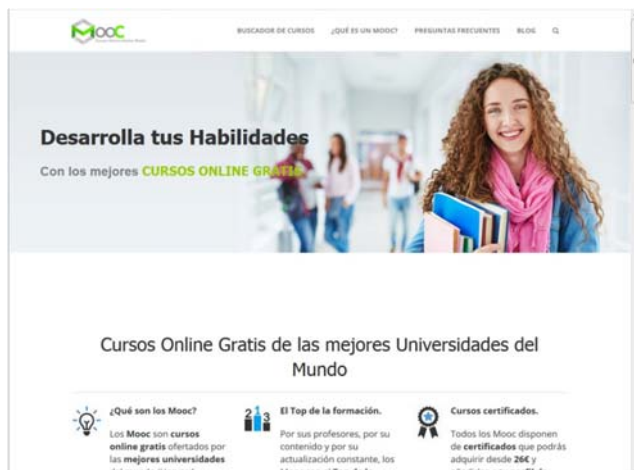 MOOC
BUSCADOR DE CURSOS ¿QUÉ ES UN MOOC? PREGUNTAS FRECUENTES BLOG
Desarrolla tus Habilidades
Con los mejores CURSOS ONLINE GRATIS
Cursos Online Gratis de las mejores Universidades del
Mundo
¿Qué son los Mooc?
Los Mooc son cursos
online gratis ofertados por
las mejores universidades
2 1 3
El Top de la formación.
Por sus profesores, por su
contenido y por su
actualización constante, los
Cursos certificados.
Todos los Mooc disponen
de certificados que podrás
adquirir desde 26€ y